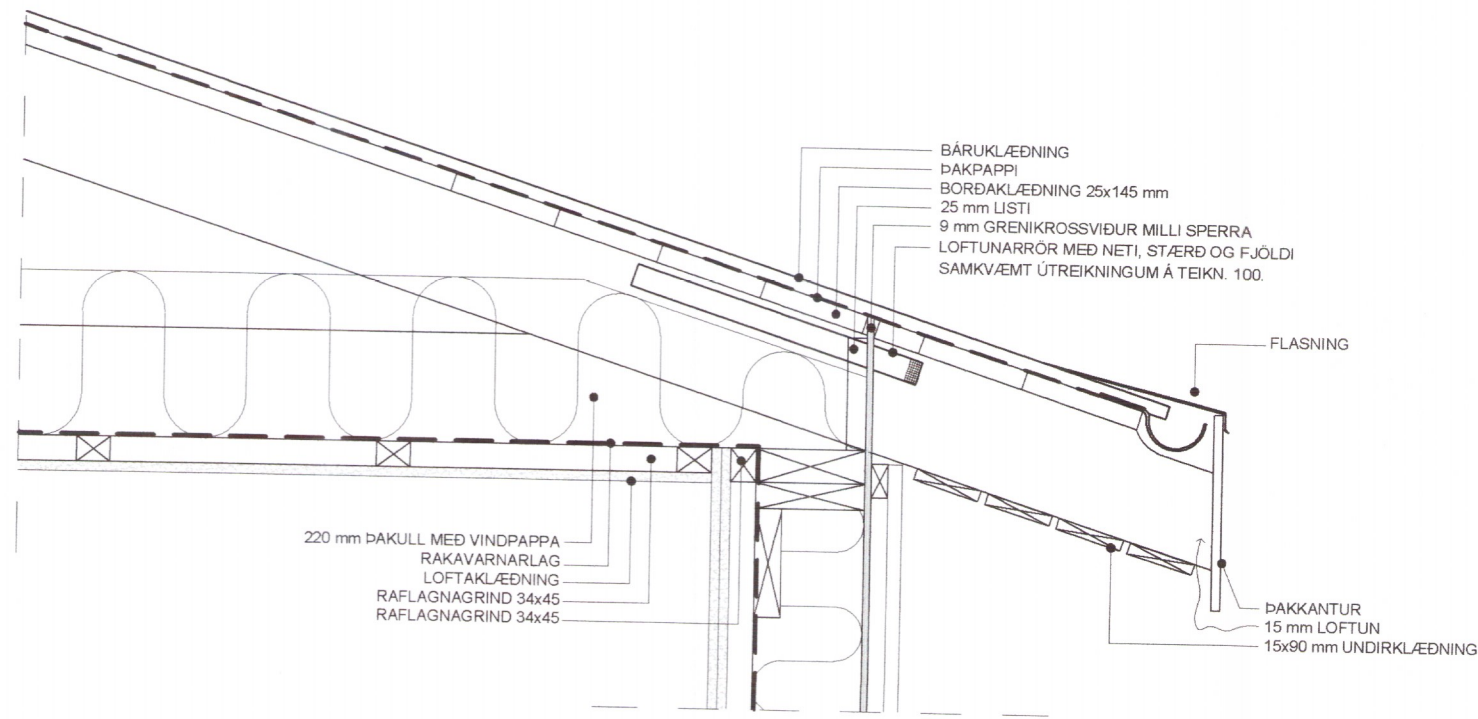 BÁRUKLÆÐNING
ÞAKPAPPI
BORÐAKLÆÐNING 25x145 mm
25 mm LISTI
9 mm GRENIKROSSVIÐUR MILLI SPERRA
LOFTUNARRÖR MEÐ NETI, STÆRÐ OG FJÖLDI
SAMKVÆMT ÚTREIKNINGUM Á TEIKN. 100.
FLASNING
220 mm ÞAKULL MEÐ VINDPAPPA
RAKAVARNARLAG
LOFTAKLÆÐNING
RAFLAGNAGRIND 34x45
RAFLAGNAGRIND 34x45
ÞAKKANTUR
15 mm LOFTUN
15x90 mm UNDIRKLÆÐNING